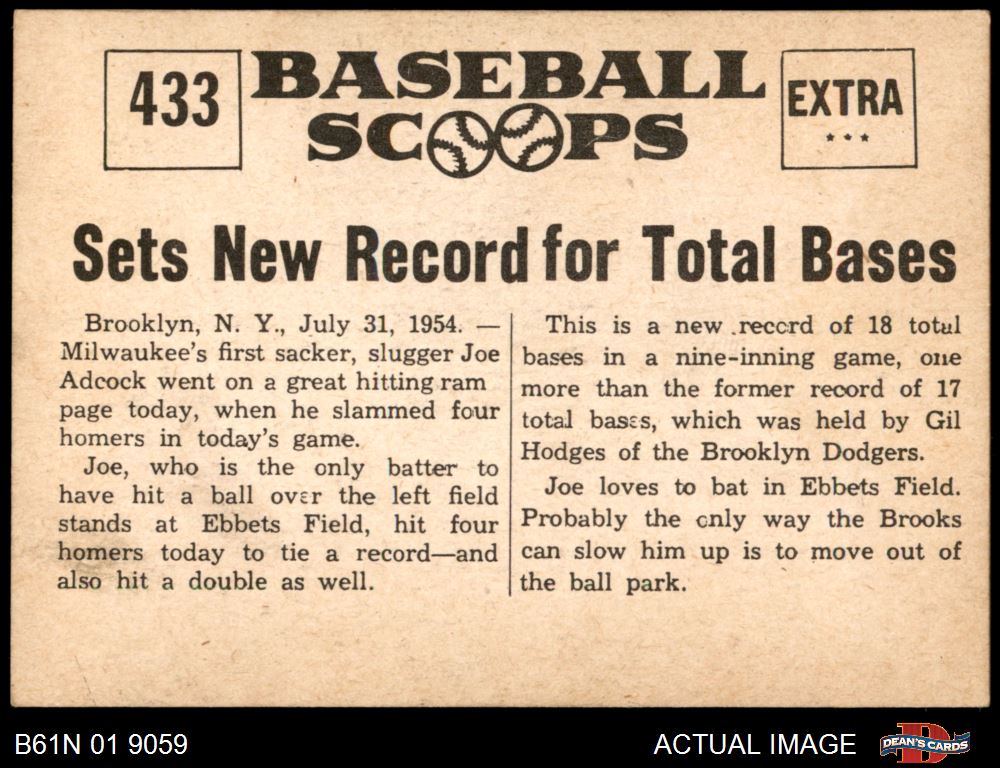 433
BASEBALL
SCOOPS
EXTRA
Sets New Record for Total Bases
Brooklyn, N. Y., July 31, 1954. —
Milwaukee's first sacker, slugger Joe
Adcock went on a great hitting ram
page today, when he slammed four
homers in today's game.
Joe, who is the only batter to
have hit a ball over the left field
stands at Ebbets Field, hit four
homers today to tie a record—and
also hit a double as well.
This is a new record of 18 total
bases in a nine-inning game, one
more than the former record of 17
total bases, which was held by Gil
Hodges of the Brooklyn Dodgers.
Joe loves to bat in Ebbets Field.
Probably the only way the Brooks
can slow him up is to move out of
the ball park.
B61N 01 9059
ACTUAL IMAGE
DEAN'S CARDS